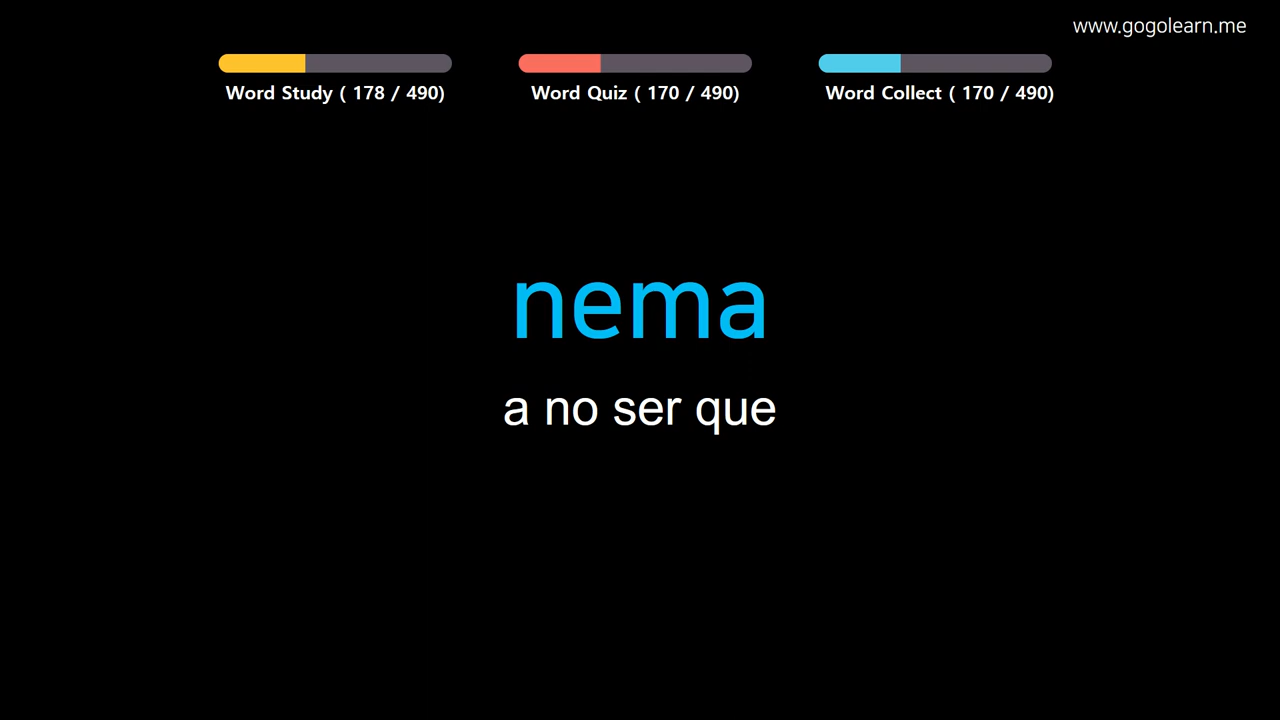 www.gogolearn.me
Word Study ( 178 / 490)
Word Quiz ( 170 / 490)
Word Collect ( 170 / 490)
nema
a no ser que